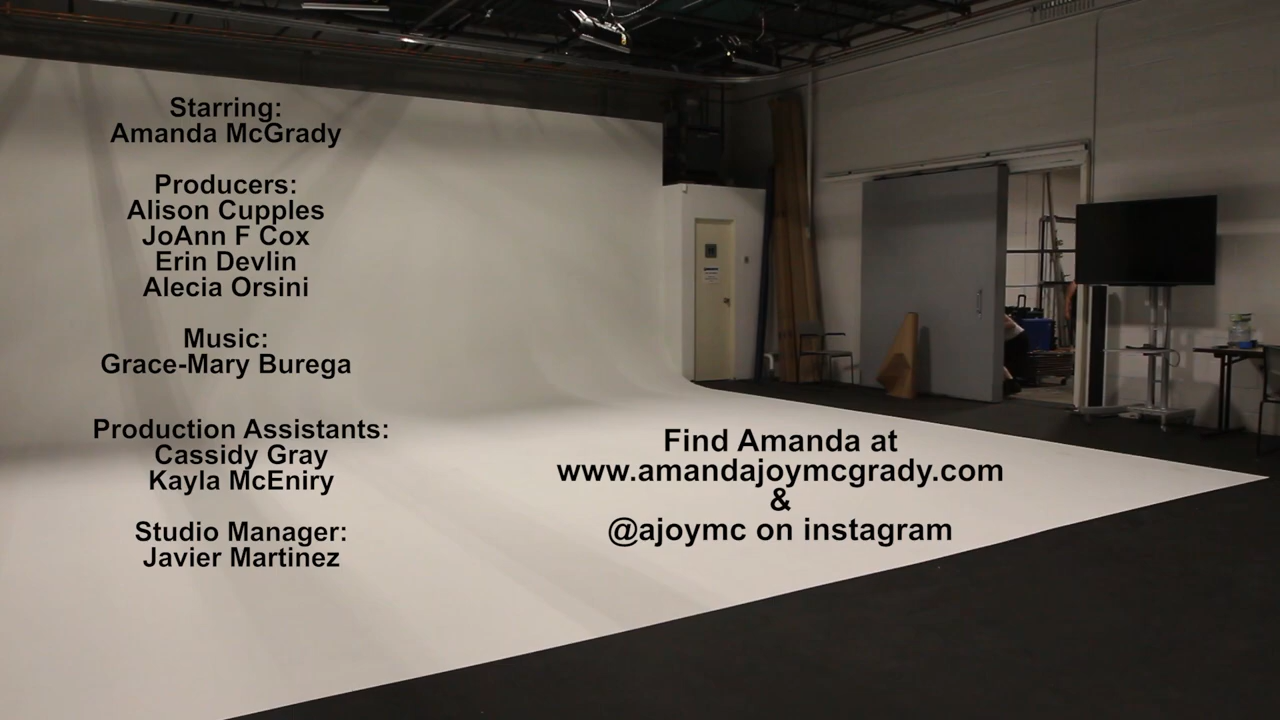 Starring:
Amanda McGrady
Producers:
Alison Cupples
JoAnn F Cox
Erin Devlin
Alecia Orsini
Music:
Grace-Mary Burega
Production Assistants:
Cassidy Gray
Kayla McEniry
Studio Manager:
Javier Martinez
Find Amanda at
www.amandajoymcgrady.com
&
@ajoymc on instagram